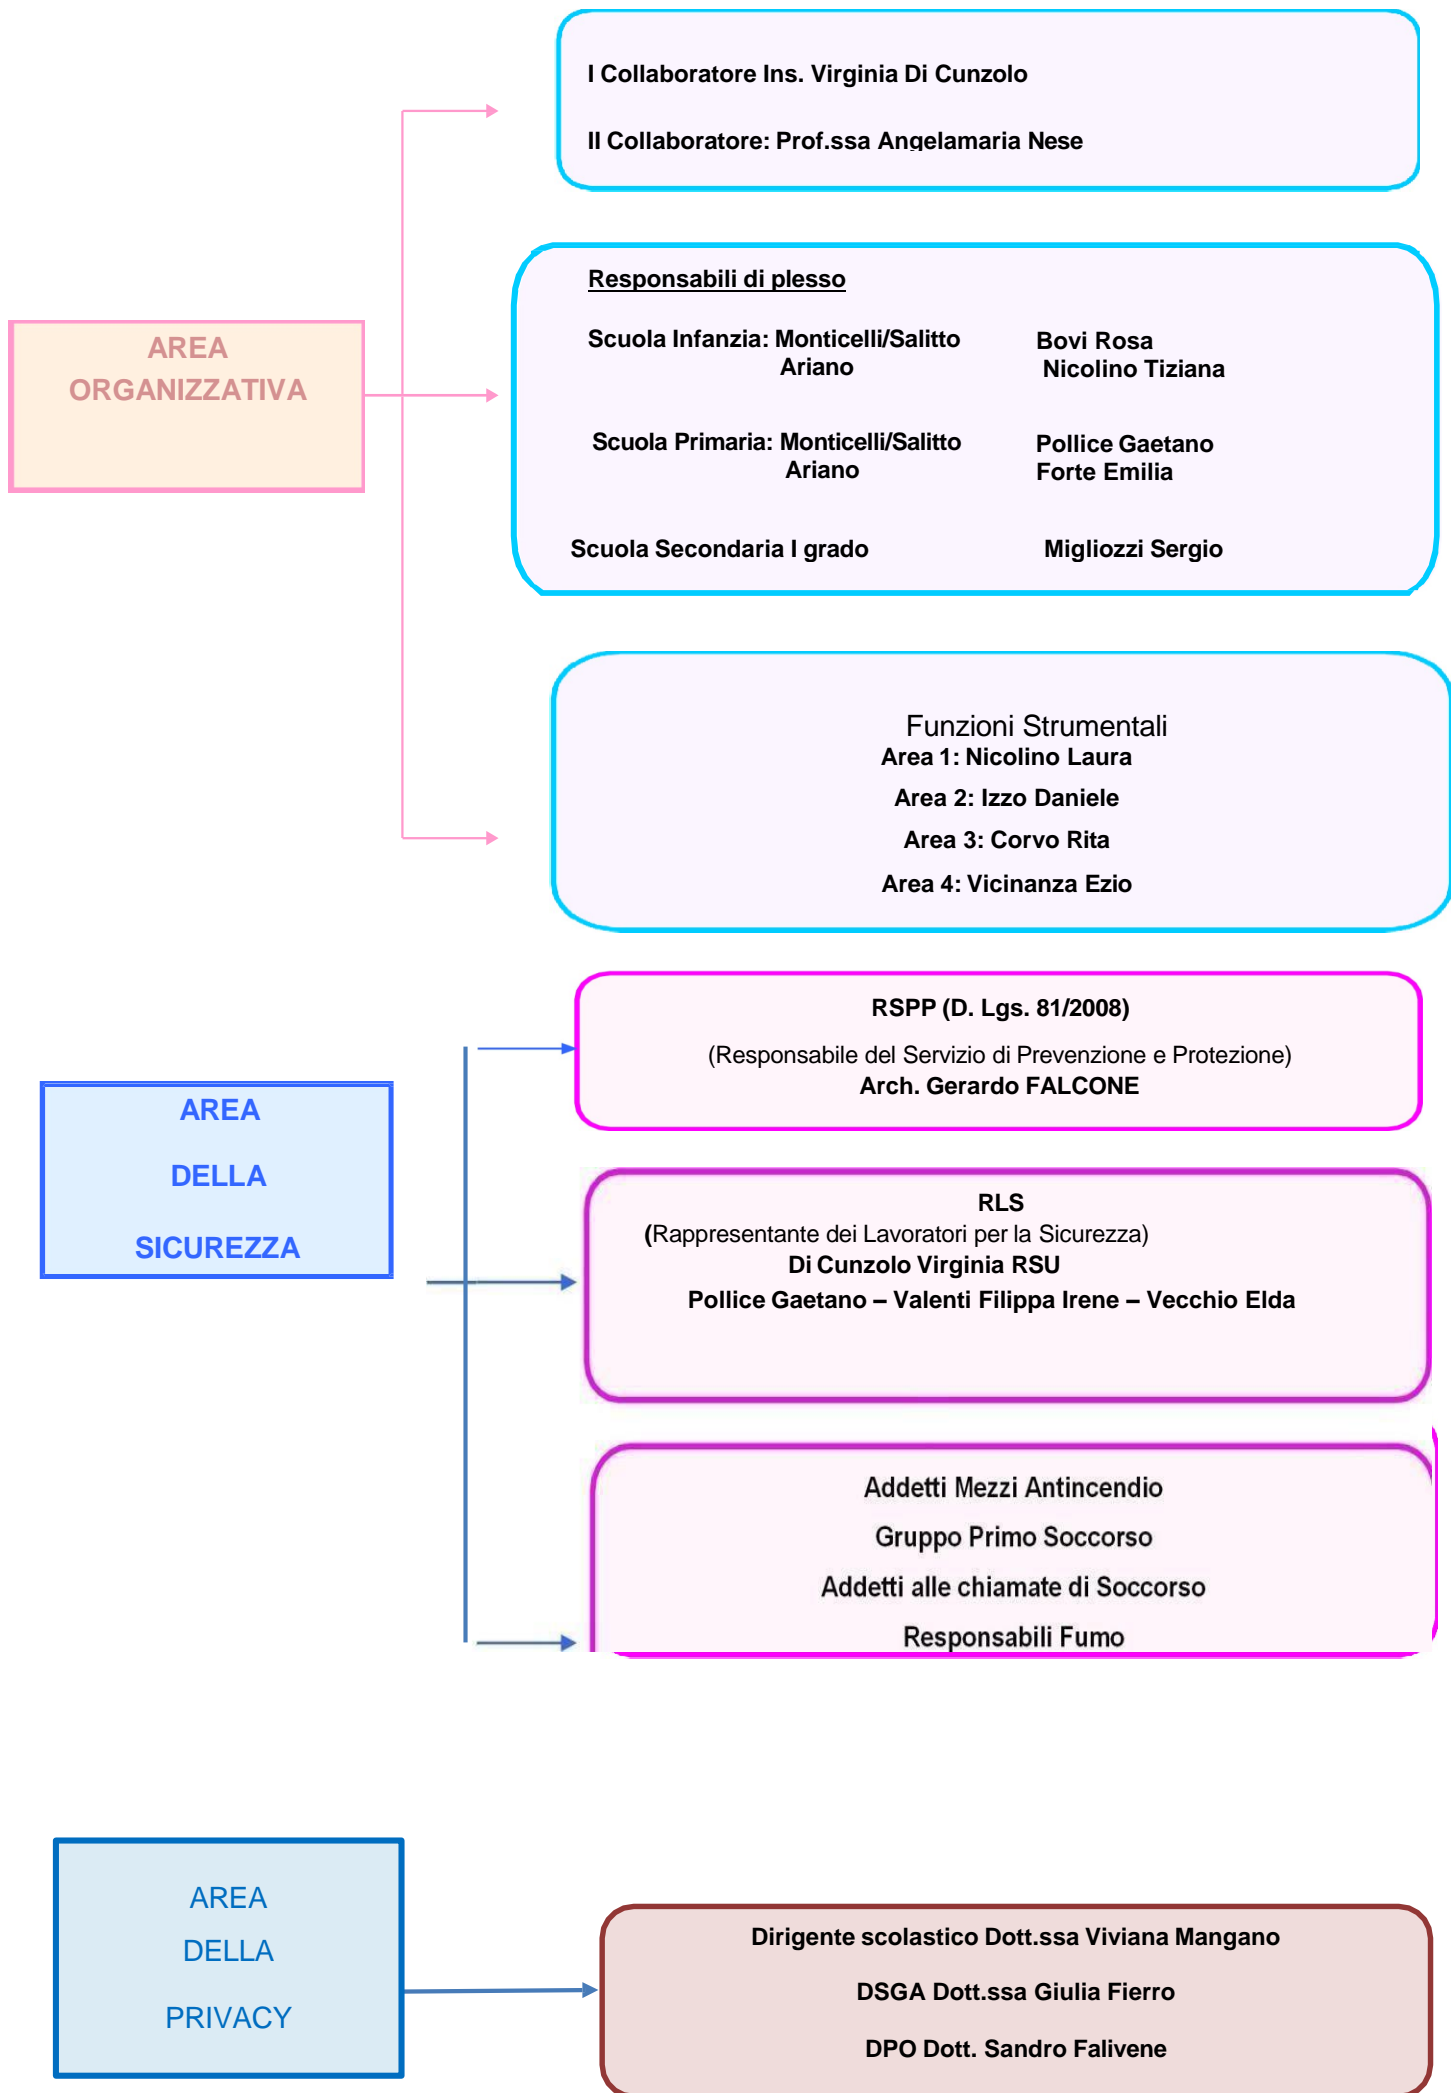 I Collaboratore Ins. Virginia Di Cunzolo
II Collaboratore: Prof.ssa Angelamaria Nese
AREA
ORGANIZZATIVA
Responsabili di plesso
Scuola Infanzia: Monticelli/Salitto Bovi Rosa
Ariano Nicolino Tiziana
Scuola Primaria: Monticelli/Salitto Pollice Gaetano
Ariano Forte Emilia
Scuola Secondaria I grado Migliozzi Sergio
Funzioni Strumentali
Area 1: Nicolino Laura
Area 2: Izzo Daniele
Area 3: Corvo Rita
Area 4: Vicinanza Ezio
AREA
DELLA
SICUREZZA
RSPP (D. Lgs. 81/2008)
(Responsabile del Servizio di Prevenzione e Protezione)
Arch. Gerardo FALCONE
RLS
(Rappresentante dei Lavoratori per la Sicurezza)
Di Cunzolo Virginia RSU
Pollice Gaetano – Valenti Filippa Irene – Vecchio Elda
Addetti Mezzi Antincendio
Gruppo Primo Soccorso
Addetti alle chiamate di Soccorso
Responsabili Fumo
AREA
DELLA
PRIVACY
Dirigente scolastico Dott.ssa Viviana Mangano
DSGA Dott.ssa Giulia Fierro
DPO Dott. Sandro Falivene